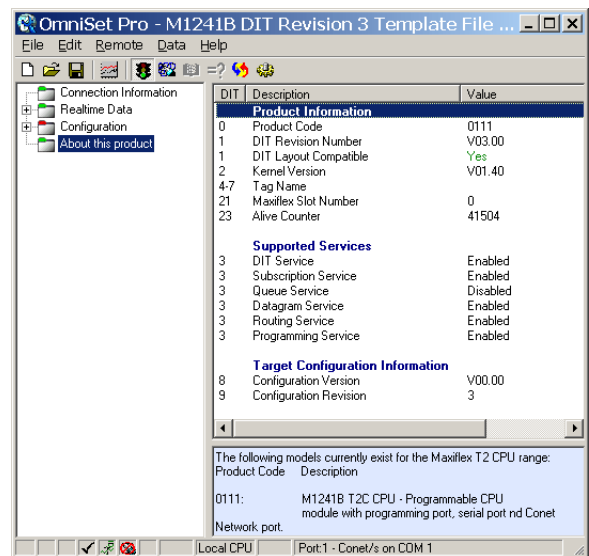 OmniSet Pro - M1241B DIT Revision 3 Template File ...
File Edit Remote Data Help
=?
Connection Information
Realtime Data
Configuration
About this product
DIT Description Value
Product Information
0 Product Code 0111
1 DIT Revision Number V03.00
1 DIT Layout Compatible Yes
2 Kernel Version V01.40
4-7 Tag Name
21 Maxiflex Slot Number 0
23 Alive Counter 41504
Supported Services
3 DIT Service Enabled
3 Subscription Service Enabled
3 Queue Service Disabled
3 Datagram Service Enabled
3 Routing Service Enabled
3 Programming Service Enabled
Target Configuration Information
8 Configuration Version V00.00
9 Configuration Revision 3
The following models currently exist for the Maxiflex T2 CPU range:
Product Code Description
0111: M1241B T2C CPU - Programmable CPU
module with programming port, serial port nd Conet
Network port.
Local CPU Port:1 - Conet/s on COM 1